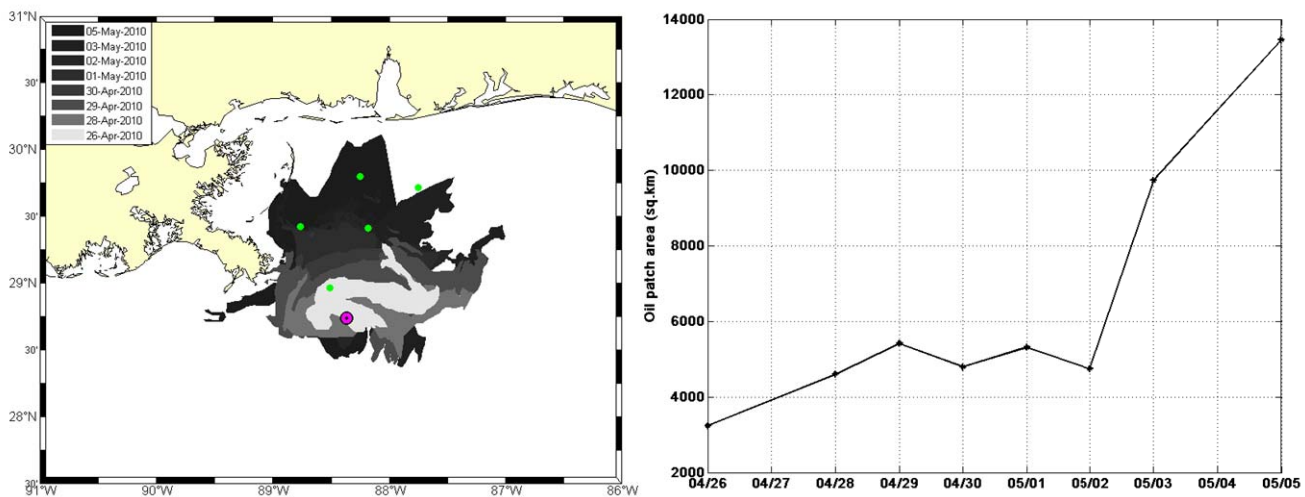 31°N
05-May-2010
03-May-2010
02-May-2010
01-May-2010
30-Apr-2010
29-Apr-2010
28-Apr-2010
26-Apr-2010
30'
30°N
30'
29°N
30'
28°N
30'
91°W 90°W 89°W 88°W 87°W 86°W
14000
12000
10000
8000
6000
4000
2000
Oil patch area (sq.km)
04/26 04/27 04/28 04/29 04/30 05/01 05/02 05/03 05/04 05/05